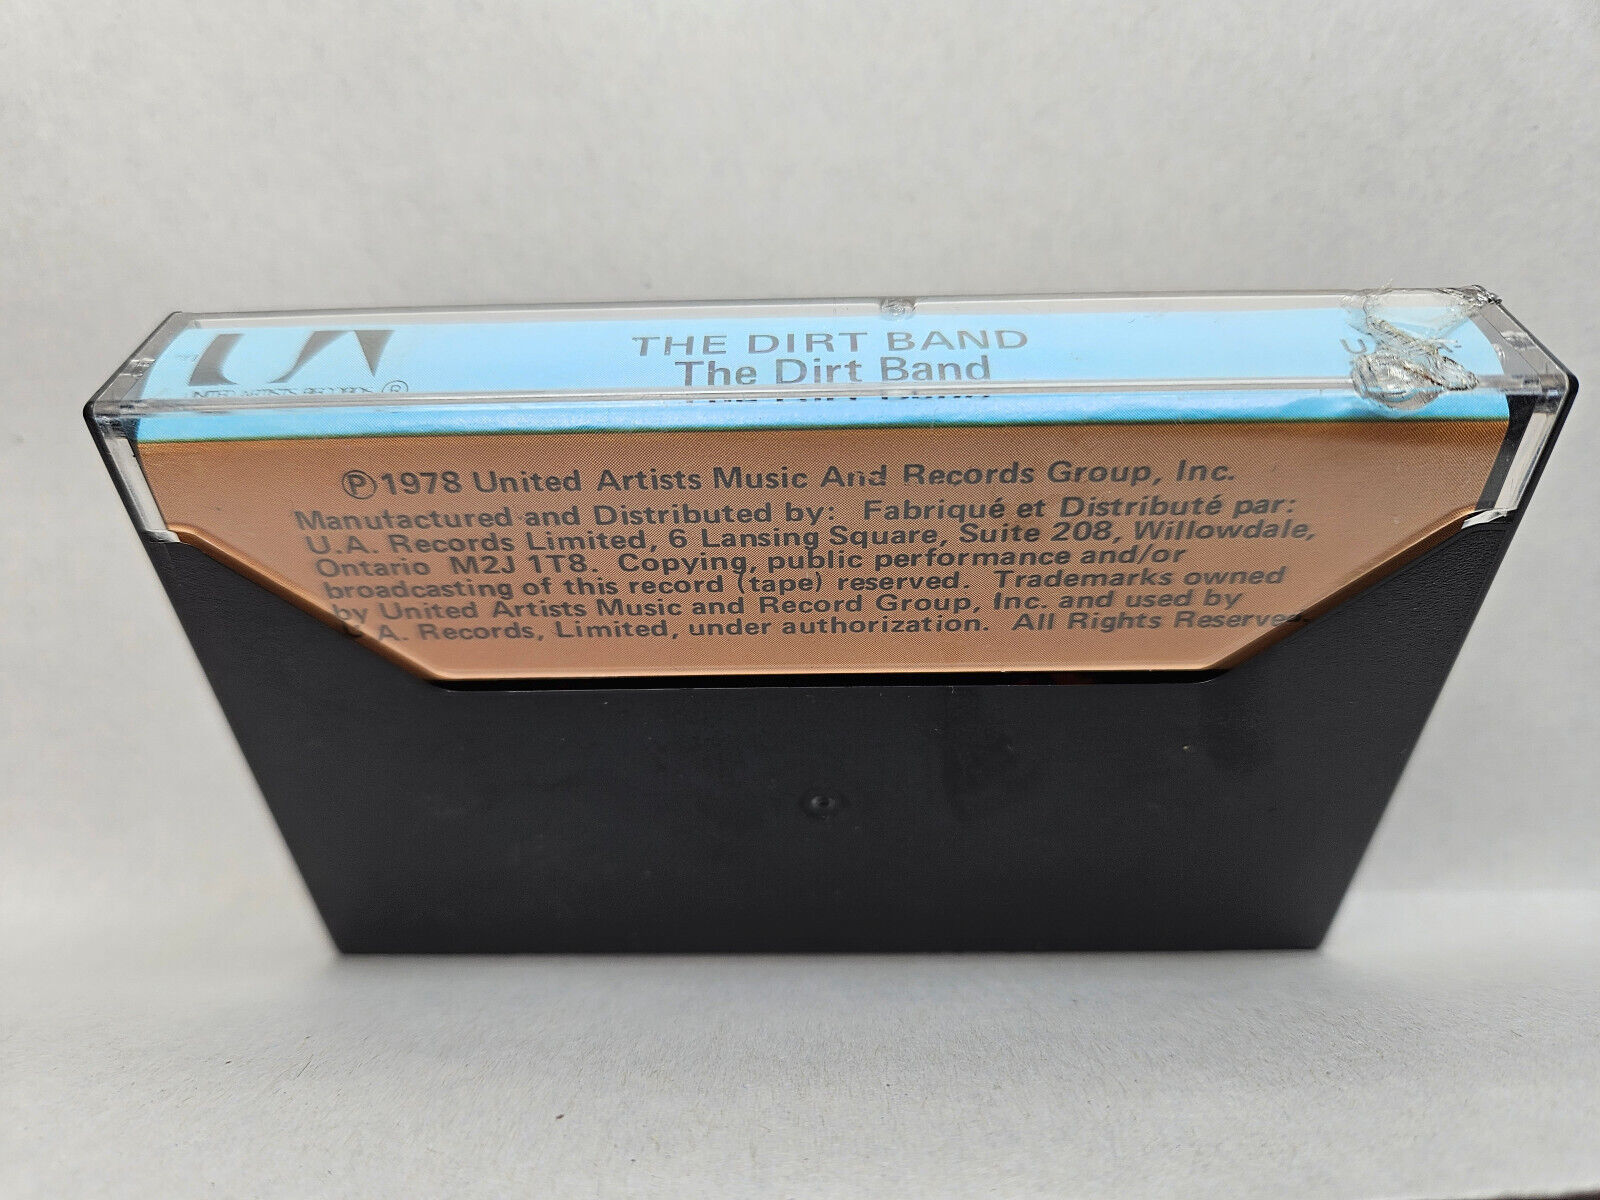 UA
®
THE DIRT BAND
The Dirt Band
℗1978 United Artists Music And Records Group, Inc.
Manufactured and Distributed by: Fabriqué et Distribué par:
U.A. Records Limited, 6 Lansing Square, Suite 208, Willowdale,
Ontario M2J 1T8. Copying, public performance and/or
broadcasting of this record (tape) reserved. Trademarks owned
by United Artists Music and Record Group, Inc. and used by
U.A. Records, Limited, under authorization. All Rights Reserved.